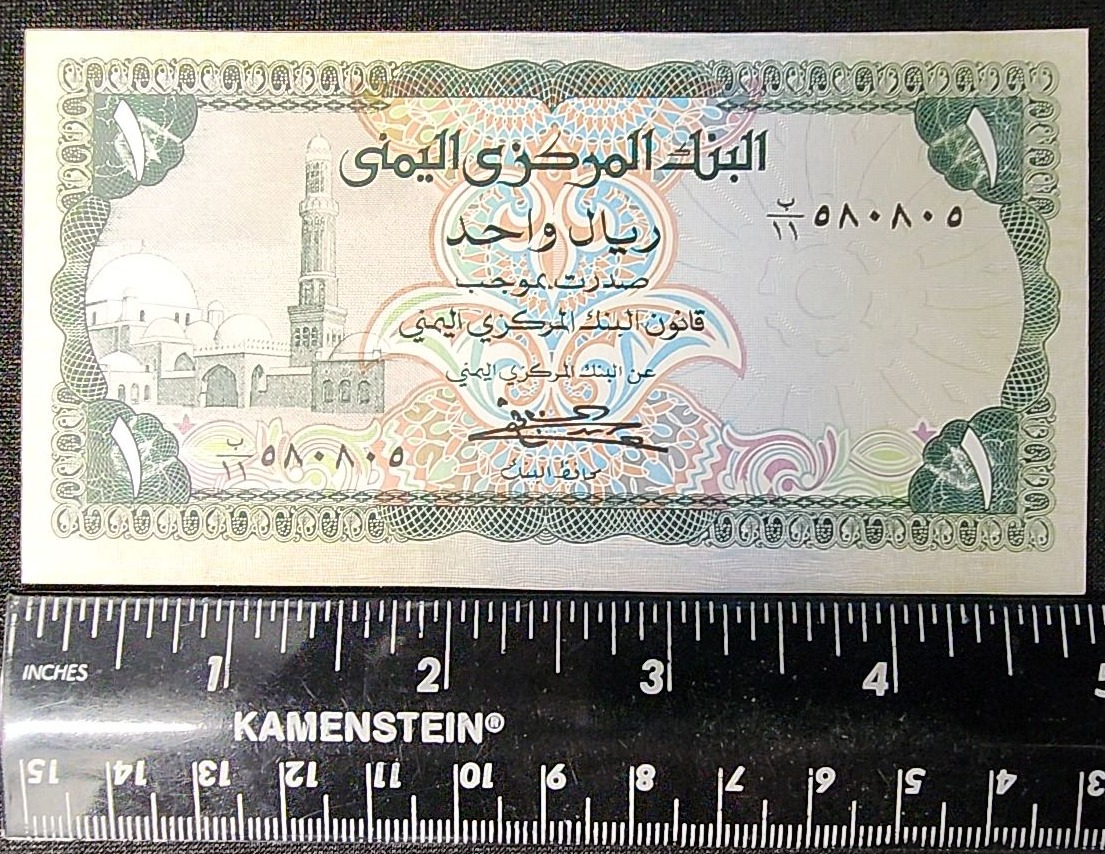 ١ ١
البنك المركزي اليمني
ب/١١ ٥٨٠٨٠٥
ريال واحد
صدرت بموجب
قانون البنك المركزي اليمني
عن البنك المركزي اليمني
ب/١١ ٥٨٠٨٠٥
محافظ البنك
١ ١
INCHES 1 2 3 4 5
KAMENSTEIN®
15 14 13 12 11 10 9 8 7 6 5 4 3